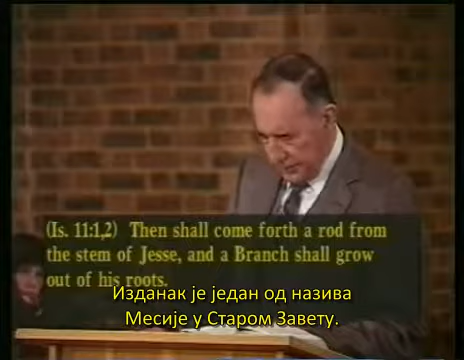 (Is. 11:1,2) Then shall come forth a rod from
the stem of Jesse, and a Branch shall grow
out of his roots.
Изданак је један од назива
Месије у Старом Завету.